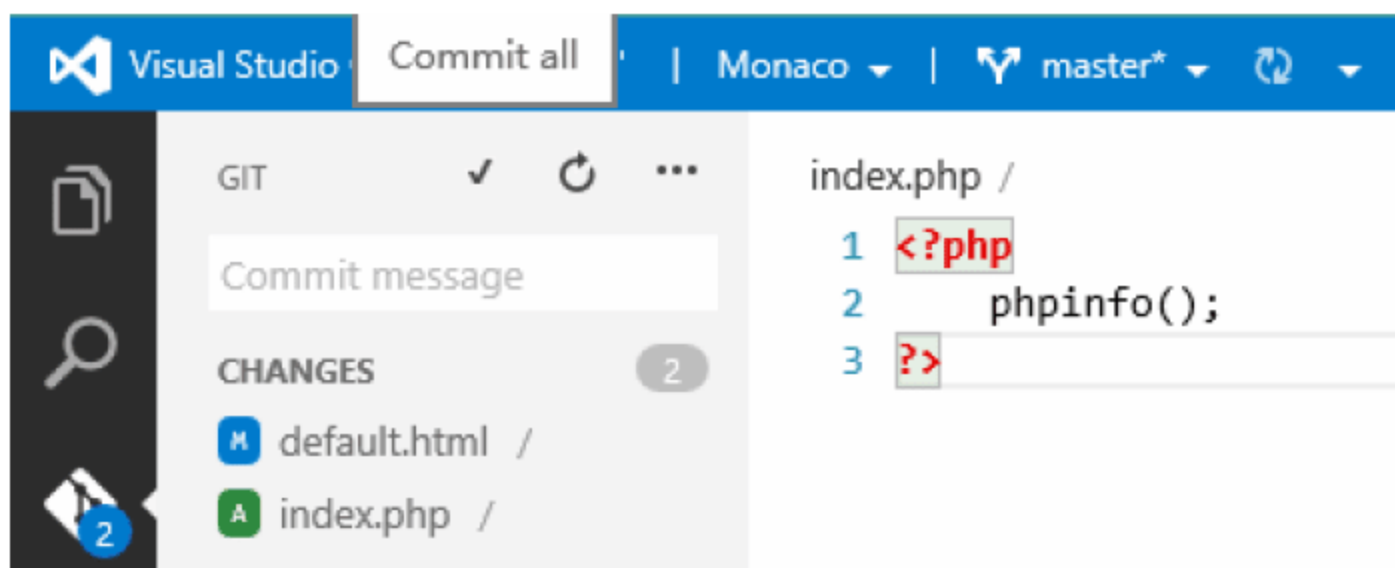 Visual Studio Commit all | Monaco | master*
GIT
Commit message
CHANGES 2
M default.html /
A index.php /
2
index.php /
1 <?php
2 phpinfo();
3 ?>